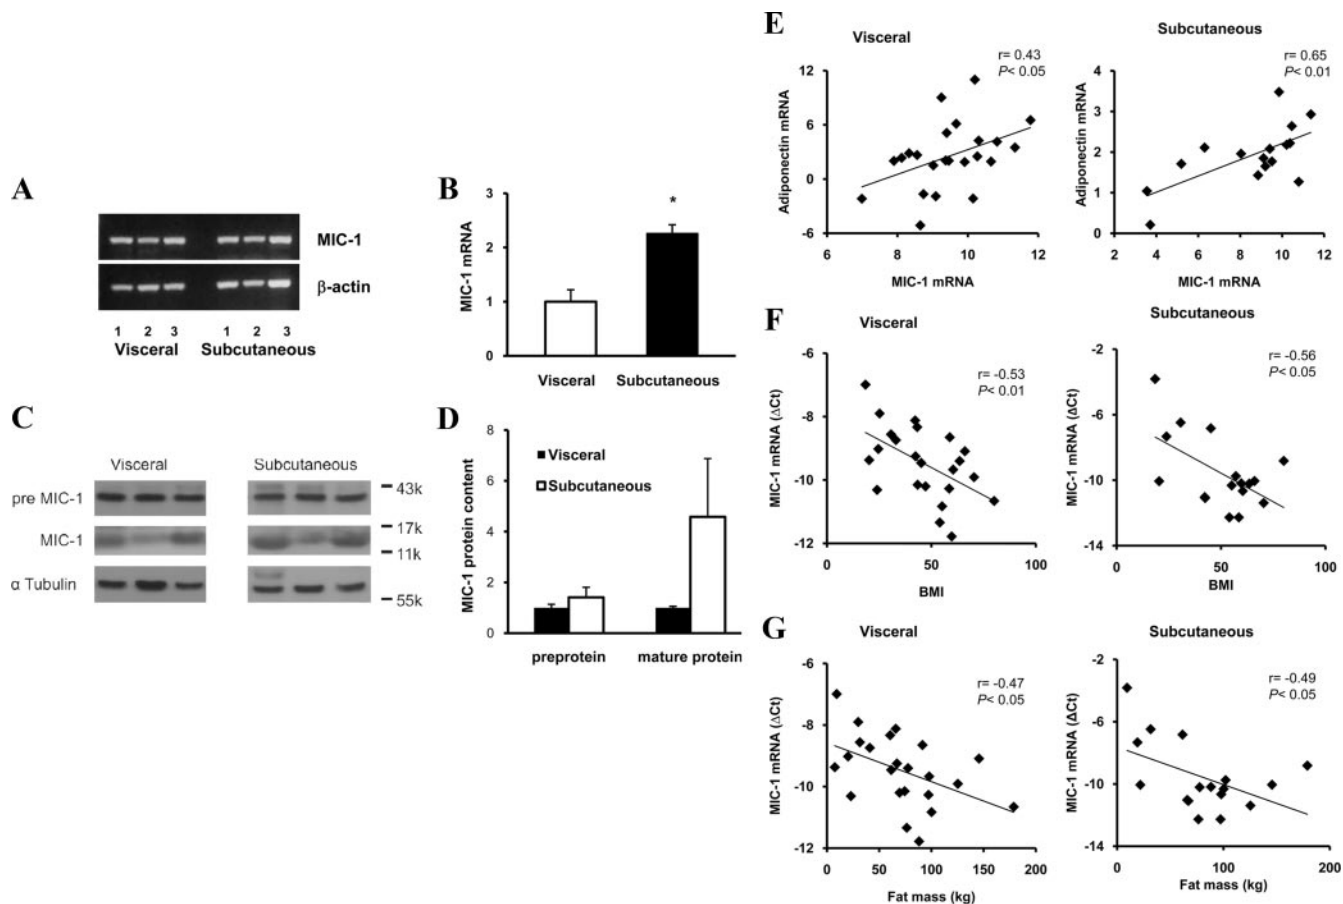 A
MIC-1
β-actin
1 2 3 1 2 3
Visceral Subcutaneous
B
MIC-1 mRNA
3
2
1
0
*
Visceral Subcutaneous
C
Visceral Subcutaneous
pre MIC-1
MIC-1
α Tubulin
43k
17k
11k
55k
D
MIC-1 protein content
8
6
4
2
0
Visceral
Subcutaneous
preprotein mature protein
E
Visceral
r= 0.43
P< 0.05
Adiponectin mRNA
12
6
0
-6
6 8 10 12
MIC-1 mRNA
Subcutaneous
r= 0.65
P< 0.01
Adiponectin mRNA
4
3
2
1
0
2 4 6 8 10 12
MIC-1 mRNA
F
Visceral
r= -0.53
P< 0.01
MIC-1 mRNA (ΔCt)
-6
-8
-10
-12
0 50 100
BMI
Subcutaneous
r= -0.56
P< 0.05
MIC-1 mRNA (ΔCt)
-2
-6
-10
-14
0 50 100
BMI
G
Visceral
r= -0.47
P< 0.05
MIC-1 mRNA (ΔCt)
-6
-8
-10
-12
0 50 100 150 200
Fat mass (kg)
Subcutaneous
r= -0.49
P< 0.05
MIC-1 mRNA (ΔCt)
-2
-6
-10
-14
0 100 200
Fat mass (kg)